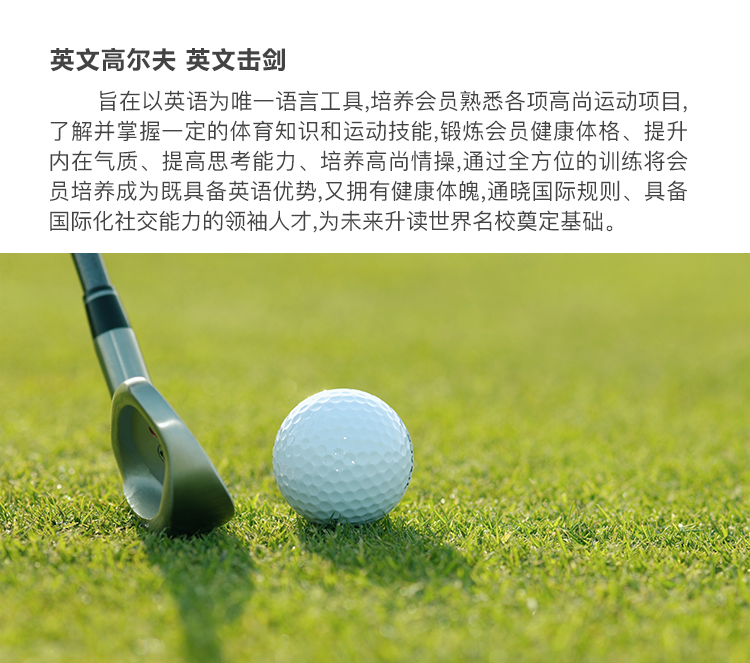 英文高尔夫 英文击剑
旨在以英语为唯一语言工具,培养会员熟悉各项高尚运动项目,
了解并掌握一定的体育知识和运动技能,锻炼会员健康体格、提升
内在气质、提高思考能力、培养高尚情操,通过全方位的训练将会
员培养成为既具备英语优势,又拥有健康体魄,通晓国际规则、具备
国际化社交能力的领袖人才,为未来升读世界名校奠定基础。